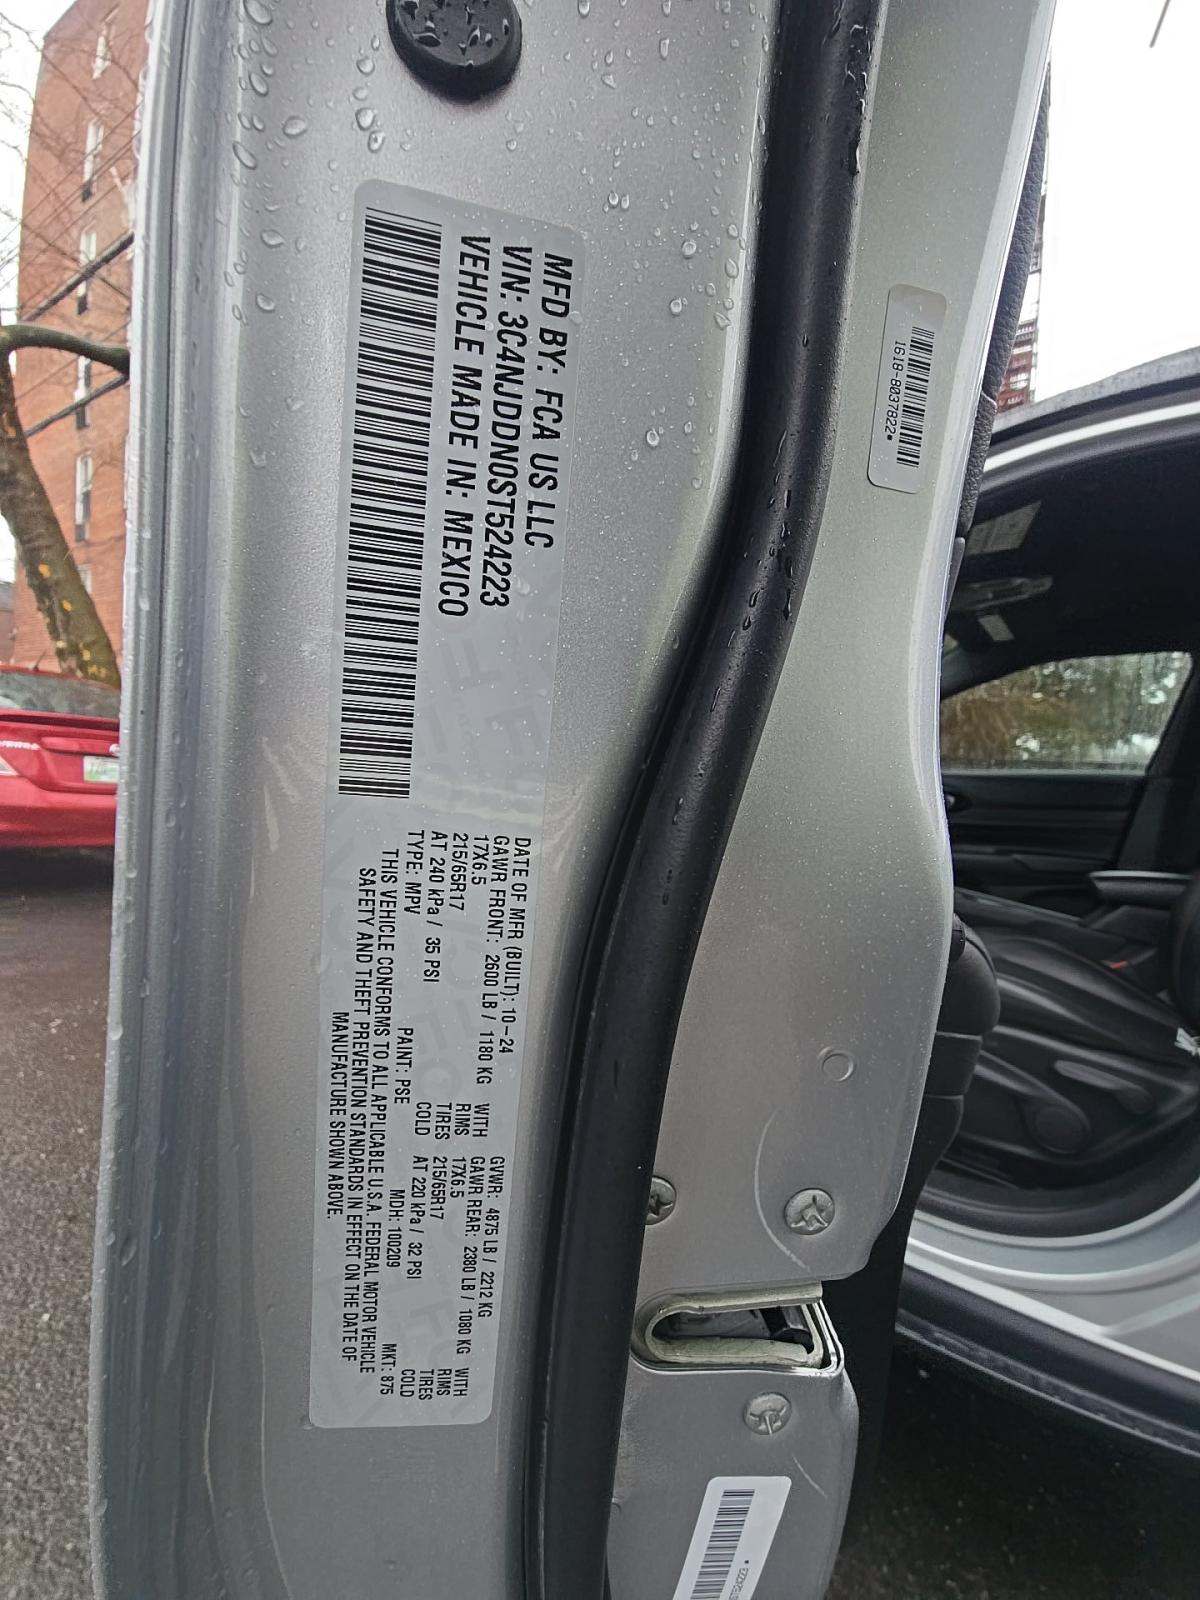 MFD BY: FCA US LLC
VIN: 3C4NJDDN0ST524223
VEHICLE MADE IN: MEXICO
DATE OF MFR (BUILT): 10-24 GVWR: 4875 LB / 2212 KG
GAWR FRONT: 2600 LB / 1180 KG WITH GAWR REAR: 2380 LB / 1080 KG WITH
17X6.5 RIMS 17X6.5 RIMS
215/65R17 TIRES 215/65R17 TIRES
AT 240 kPa / 35 PSI COLD AT 220 kPa / 32 PSI COLD
TYPE: MPV PAINT: PSE MDH: 100209 MKT: 875
THIS VEHICLE CONFORMS TO ALL APPLICABLE U.S.A. FEDERAL MOTOR VEHICLE
SAFETY AND THEFT PREVENTION STANDARDS IN EFFECT ON THE DATE OF
MANUFACTURE SHOWN ABOVE.
1618-8037822*